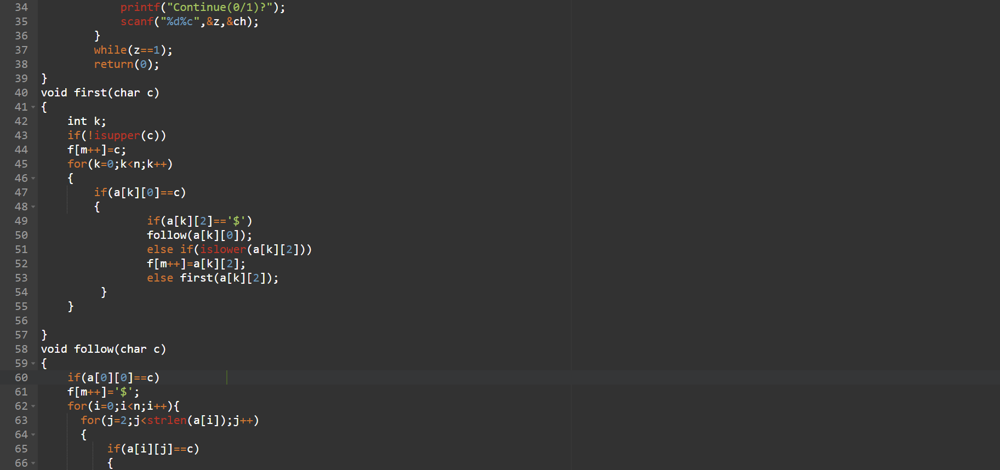 34 printf("Continue(0/1)?");
35 scanf("%d%c",&z,&ch);
36 }
37 while(z==1);
38 return(0);
39 }
40 void first(char c)
41 {
42 int k;
43 if(!isupper(c))
44 f[m++]=c;
45 for(k=0;k<n;k++)
46 {
47 if(a[k][0]==c)
48 {
49 if(a[k][2]=='$')
50 follow(a[k][0]);
51 else if(islower(a[k][2]))
52 f[m++]=a[k][2];
53 else first(a[k][2]);
54 }
55 }
56
57 }
58 void follow(char c)
59 {
60 if(a[0][0]==c)
61 f[m++]='$';
62 for(i=0;i<n;i++){
63 for(j=2;j<strlen(a[i]);j++)
64 {
65 if(a[i][j]==c)
66 {